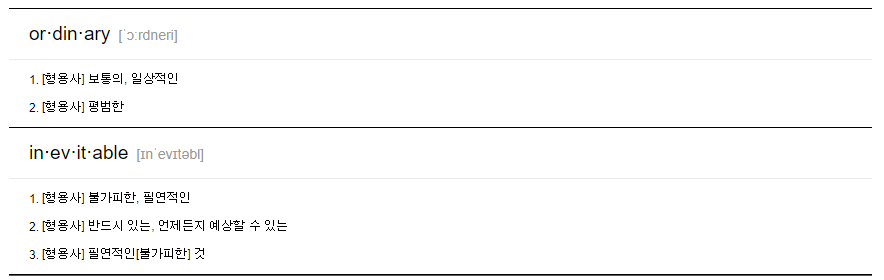 or·din·ary [ˈɔ:rdneri]
1. [형용사] 보통의, 일상적인
2. [형용사] 평범한
in·ev·it·able [ɪnˈevɪtəbl]
1. [형용사] 불가피한, 필연적인
2. [형용사] 반드시 있는, 언제든지 예상할 수 있는
3. [형용사] 필연적인[불가피한] 것